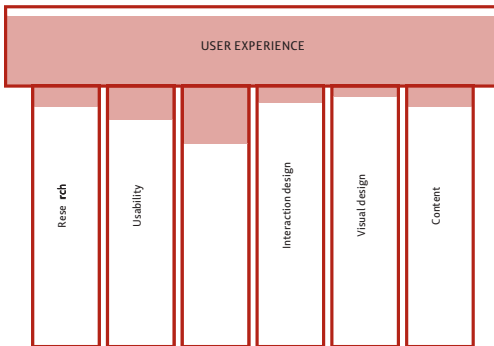 USER EXPERIENCE
Rese rch
Usability
Interaction design
Visual design
Content